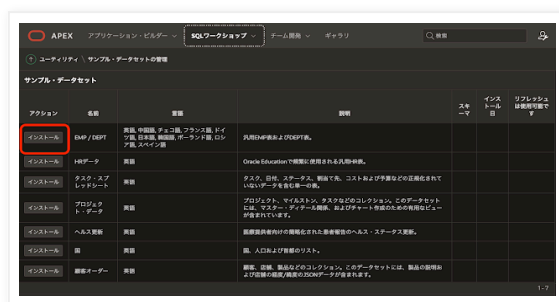 APEX アプリケーション・ビルダー SQLワークショップ チーム開発 ギャラリ 検索
ユーティリティ \ サンプル・データセットの管理
サンプル・データセット
アクション 名前 言語 説明 スキーマ インストール日 リフレッシュは使用可能です
インストール EMP / DEPT 英語, 中国語, チェコ語, フランス語, ドイ
ツ語, 日本語, 韓国語, ポーランド語, ロシ
ア語, スペイン語
汎用EMP表およびDEPT表。
インストール HRデータ 英語 Oracle Educationで頻繁に使用される汎用HR表。
インストール タスク・スプ
レッドシート
英語
タスク、日付、ステータス、割当て先、コストおよび予算などの正規化されて
いないデータを含む単一の表。
インストール プロジェク
ト・データ
英語
プロジェクト、マイルストン、タスクなどのコレクション。このデータセット
には、マスター・ディテール関係、およびチャート作成のための有用なビュー
が含まれています。
インストール ヘルス更新 英語 医療提供者向けの簡略化された患者報告のヘルス・ステータス更新。
インストール 国 英語 国、人口および首都のリスト。
インストール 顧客オーダー 英語
顧客、店舗、製品などのコレクション。このデータセットには、製品の説明お
よび店舗の経度/緯度のJSONデータが含まれます。
1 - 7